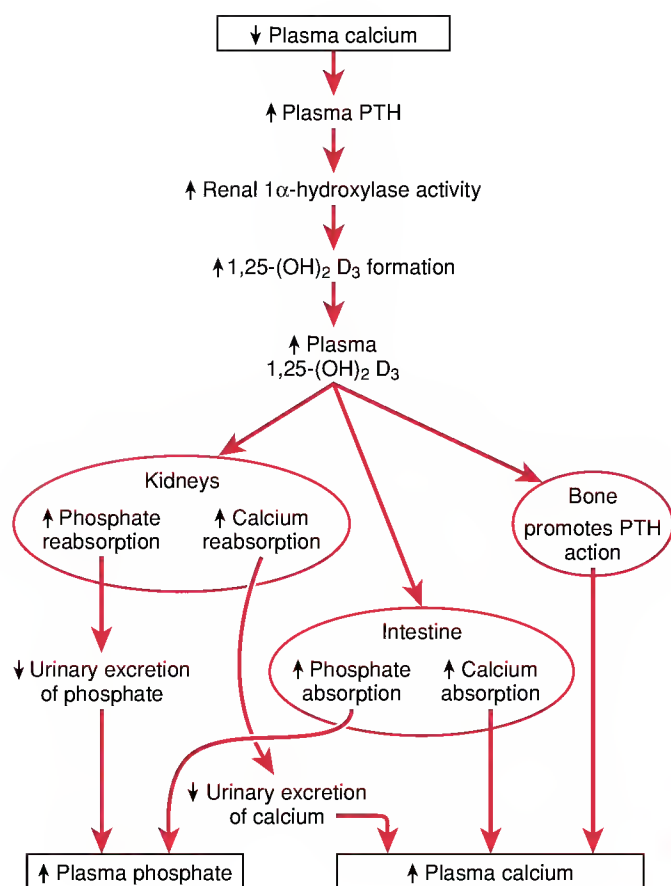 ↓ Plasma calcium
↑ Plasma PTH
↑ Renal 1α-hydroxylase activity
↑ 1,25-(OH)₂ D₃ formation
↑ Plasma
1,25-(OH)₂ D₃
Kidneys
↑ Phosphate
reabsorption
↑ Calcium
reabsorption
Bone
promotes PTH
action
Intestine
↑ Phosphate
absorption
↑ Calcium
absorption
↓ Urinary excretion
of phosphate
↓ Urinary excretion
of calcium
↑ Plasma phosphate
↑ Plasma calcium